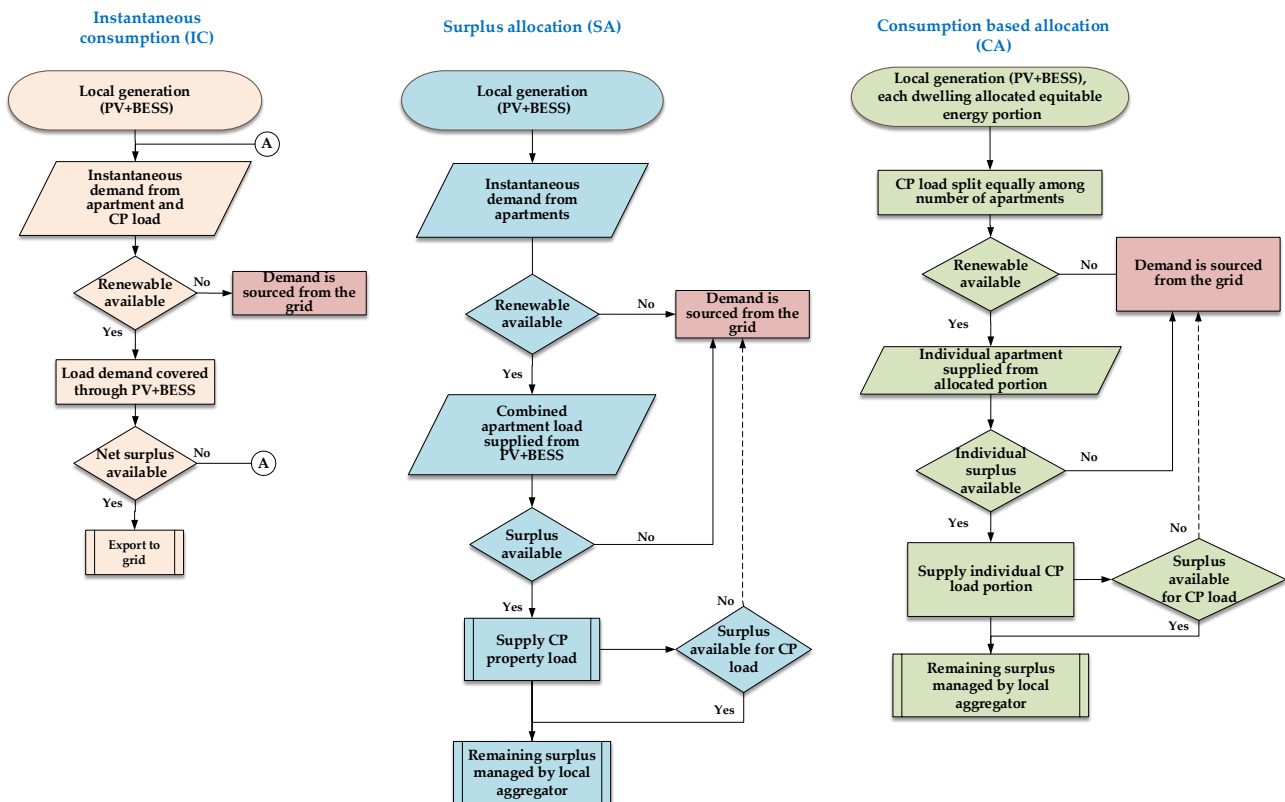 Instantaneous
consumption (IC)
Local generation
(PV+BESS)
A
Instantaneous
demand from
apartment and
CP load
Renewable
available
No
Demand is
sourced from the
grid
Yes
Load demand covered
through PV+BESS
Net surplus
available
No
A
Yes
Export to
grid
Surplus allocation (SA)
Local generation
(PV+BESS)
Instantaneous
demand from
apartments
Renewable
available
No
Demand is
sourced from the
grid
Yes
Combined
apartment load
supplied from
PV+BESS
Surplus
available
No
Yes
Supply CP
property load
No
Surplus
available for CP
load
Yes
Remaining surplus
managed by local
aggregator
Consumption based allocation
(CA)
Local generation (PV+BESS),
each dwelling allocated equitable
energy portion
CP load split equally among
number of apartments
Renewable
available
No
Demand is sourced
from the grid
Yes
Individual apartment
supplied from
allocated portion
Individual
surplus
available
No
Yes
Supply individual CP
load portion
No
Surplus
available
for CP load
Yes
Remaining surplus
managed by local
aggregator